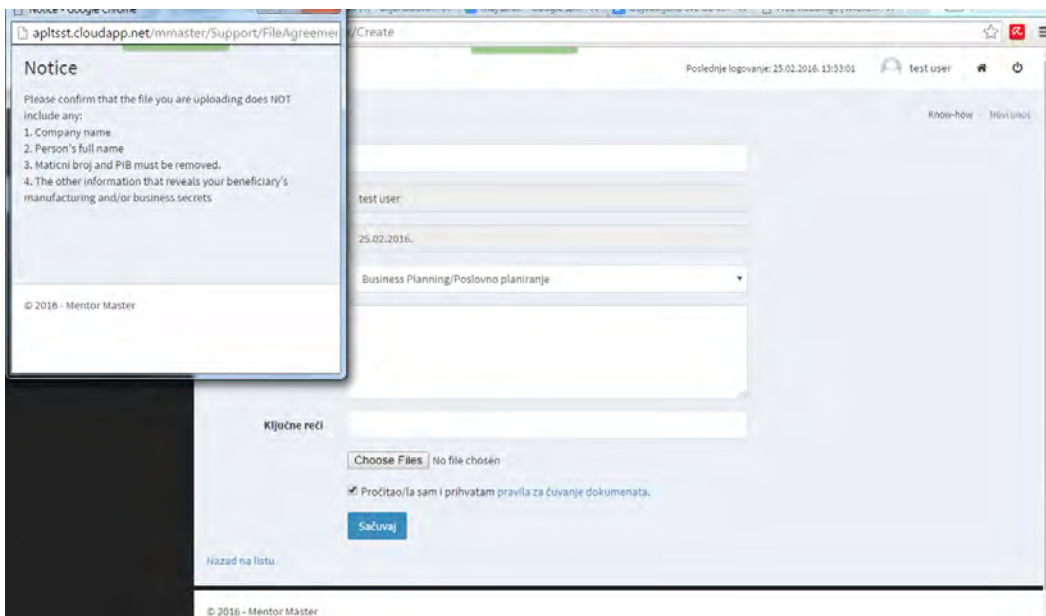 Notice - Google Chrome
apltsst.cloudapp.net/mmaster/Support/FileAgreemen
/Create
Notice
Please confirm that the file you are uploading does NOT
include any:
1. Company name
2. Person's full name
3. Maticni broj and PIB must be removed.
4. The other information that reveals your beneficiary's
manufacturing and/or business secrets
© 2016 - Mentor Master
Poslednje logovanje: 25.02.2016. 13:33:01
test user
Know-how
Novi unos
test user
25.02.2016.
Business Planning/Poslovno planiranje
Ključne reči
Choose Files No file chosen
Pročitao/la sam i prihvatam pravila za čuvanje dokumenata.
Sačuvaj
Nazad na listu
© 2016 - Mentor Master